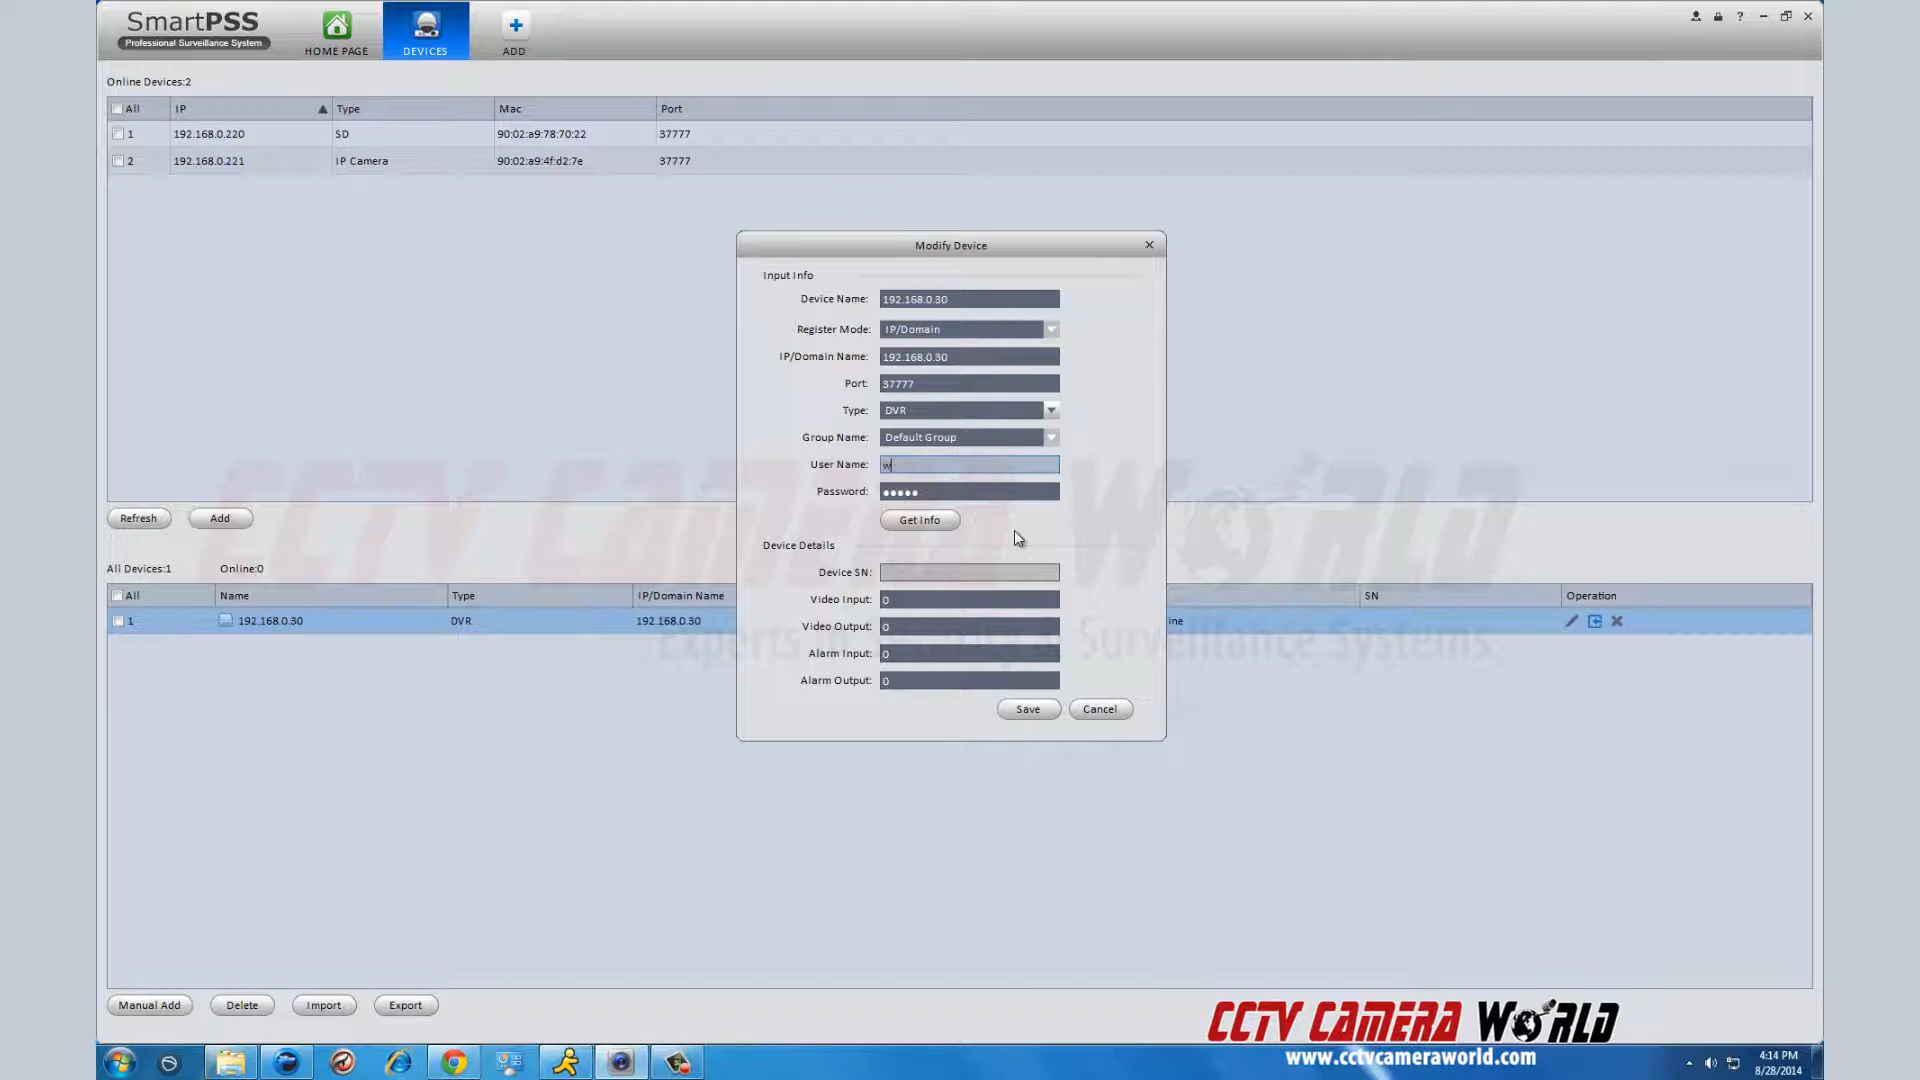 SmartPSS
Professional Surveillance System
HOME PAGE
DEVICES
ADD
?
Online Devices:2
All IP Type Mac Port
1 192.168.0.220 SD 90:02:a9:78:70:22 37777
2 192.168.0.221 IP Camera 90:02:a9:4f:d2:7e 37777
Modify Device
Input Info
Device Name: 192.168.0.30
Register Mode: IP/Domain
IP/Domain Name: 192.168.0.30
Port: 37777
Type: DVR
Group Name: Default Group
User Name: w
Password: ●●●●●
Get Info
Device Details
Device SN:
Video Input: 0
Video Output: 0
Alarm Input: 0
Alarm Output: 0
Save Cancel
CCTV CAMERA WORLD
Refresh Add
All Devices:1 Online:0
All Name Type IP/Domain Name SN Operation
1 192.168.0.30 DVR 192.168.0.30 ine
Surveillance Systems
Manual Add Delete Import Export
CCTV CAMERA WORLD
www.cctvcameraworld.com
4:14 PM
8/28/2014